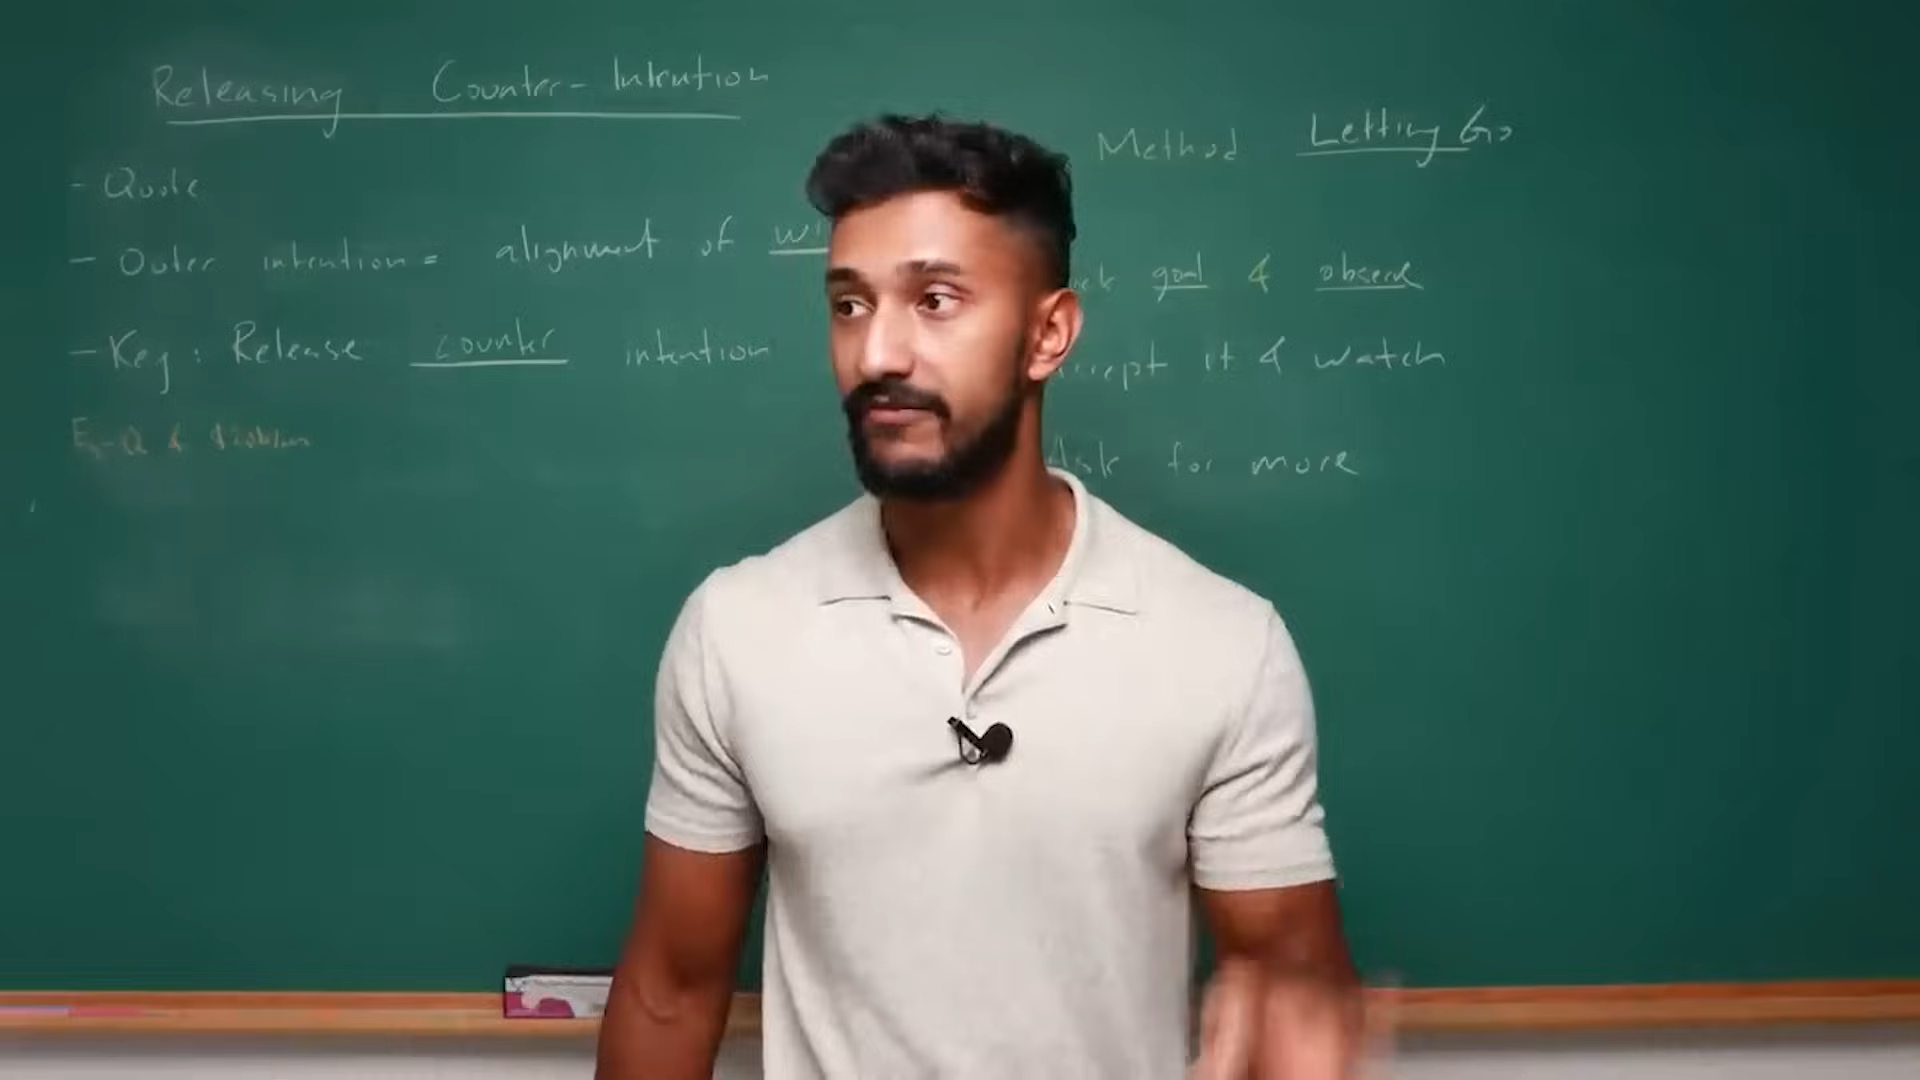 Releasing Counter-Intention
- Quote
- Outer intention = alignment of
- Key: Release counter intention
Method Letting Go
goal & observe
it & watch
Ask for more